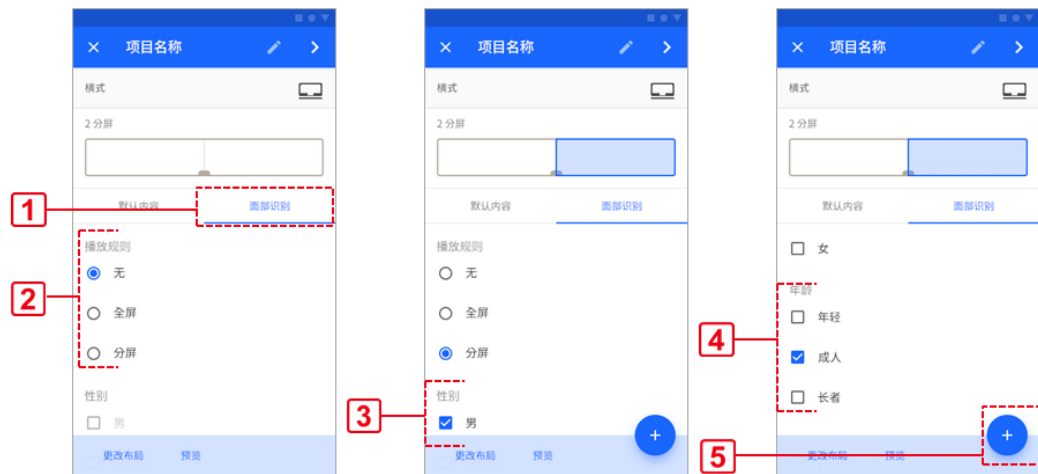 项目名称
模式
2 分屏
默认内容
面部识别
播放规则
无
全屏
分屏
性别
男
更改布局
预览
1
2
项目名称
模式
2 分屏
默认内容
面部识别
播放规则
无
全屏
分屏
性别
男
更改布局
预览
3
项目名称
模式
2 分屏
默认内容
面部识别
女
年龄
年轻
成人
长者
更改布局
预览
4
5